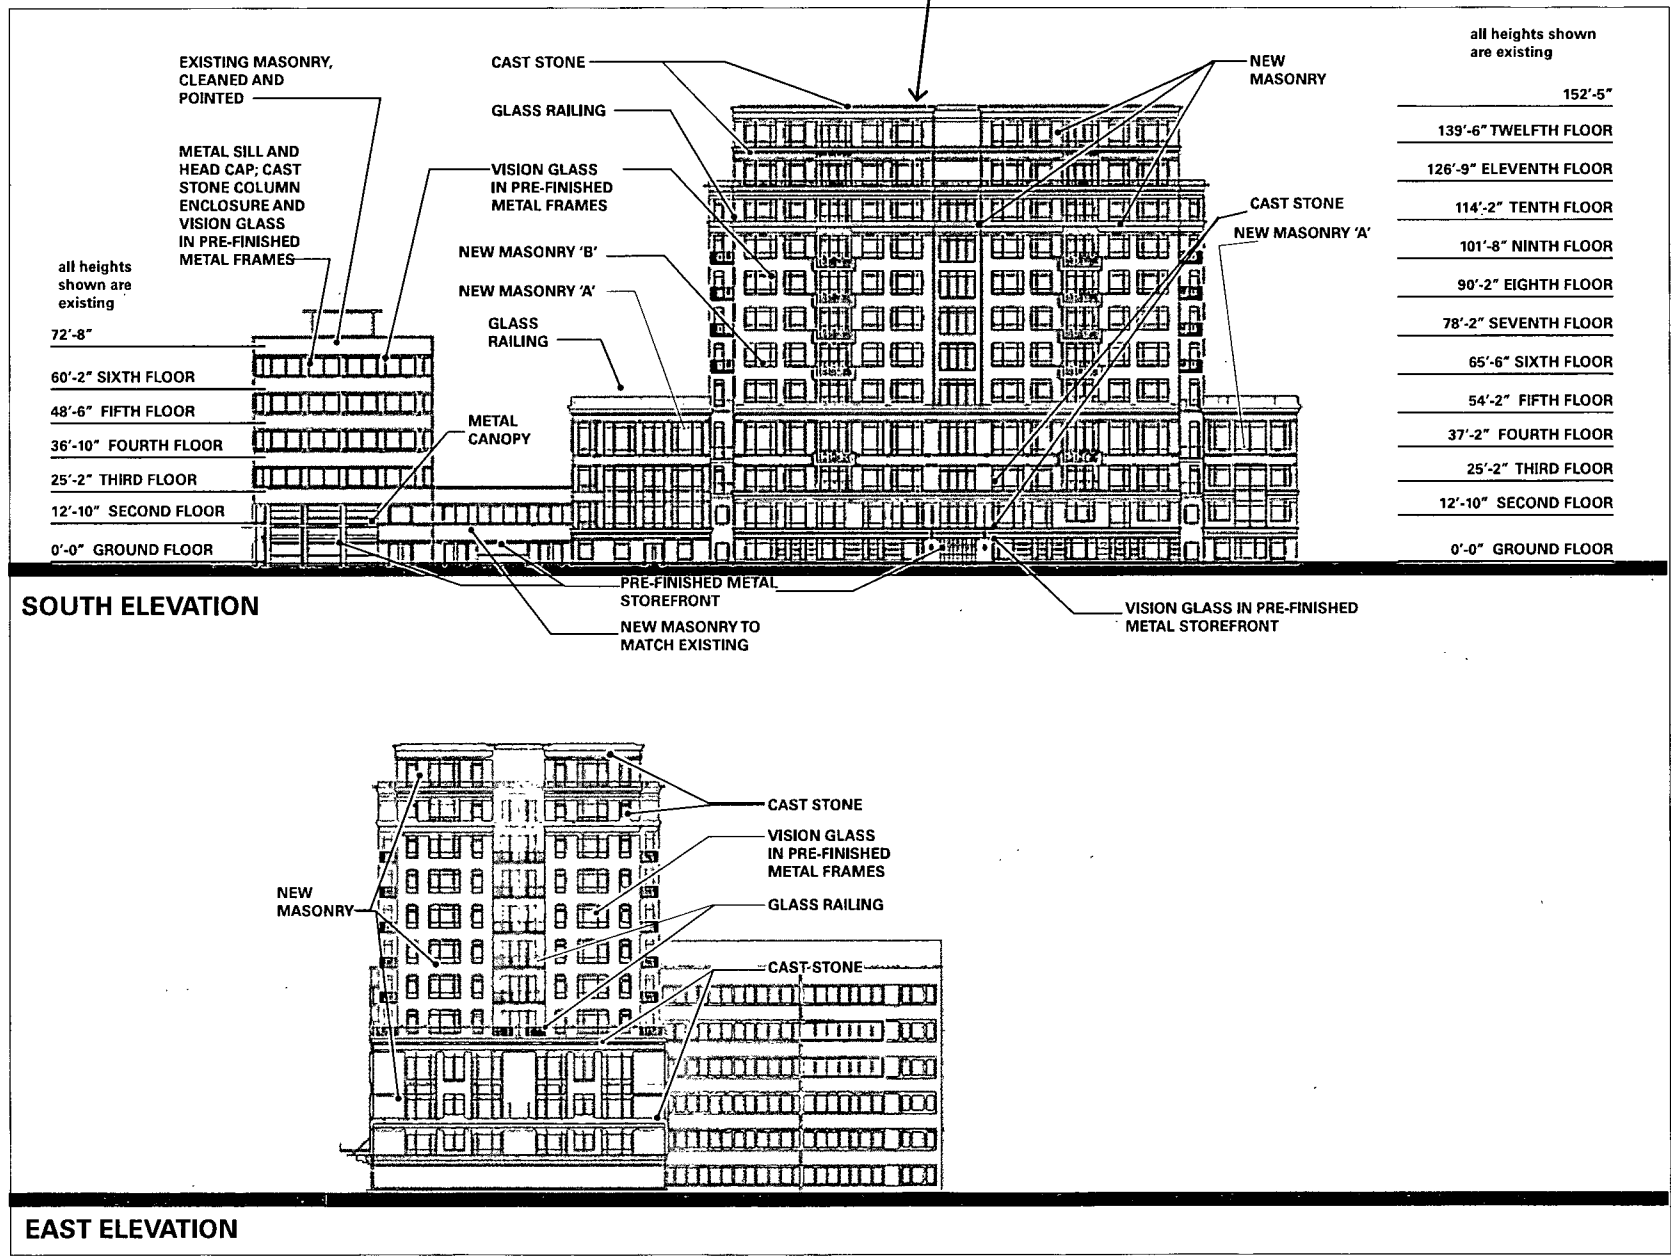 all heights shown
are existing
EXISTING MASONRY,
CLEANED AND
POINTED
CAST STONE
NEW
MASONRY
GLASS RAILING
152'-5"
139'-6" TWELFTH FLOOR
METAL SILL AND
HEAD CAP; CAST
STONE COLUMN
ENCLOSURE AND
VISION GLASS
IN PRE-FINISHED
METAL FRAMES
VISION GLASS
IN PRE-FINISHED
METAL FRAMES
126'-9" ELEVENTH FLOOR
CAST STONE
114'-2" TENTH FLOOR
NEW MASONRY 'A'
NEW MASONRY 'B'
101'-8" NINTH FLOOR
all heights
shown are
existing
NEW MASONRY 'A'
90'-2" EIGHTH FLOOR
GLASS
RAILING
78'-2" SEVENTH FLOOR
72'-8"
65'-6" SIXTH FLOOR
60'-2" SIXTH FLOOR
54'-2" FIFTH FLOOR
48'-6" FIFTH FLOOR
METAL
CANOPY
37'-2" FOURTH FLOOR
36'-10" FOURTH FLOOR
25'-2" THIRD FLOOR
25'-2" THIRD FLOOR
12'-10" SECOND FLOOR
12'-10" SECOND FLOOR
0'-0" GROUND FLOOR
0'-0" GROUND FLOOR
PRE-FINISHED METAL
STOREFRONT
SOUTH ELEVATION
VISION GLASS IN PRE-FINISHED
METAL STOREFRONT
NEW MASONRY TO
MATCH EXISTING
CAST STONE
VISION GLASS
IN PRE-FINISHED
METAL FRAMES
NEW
MASONRY
GLASS RAILING
CAST STONE
EAST ELEVATION